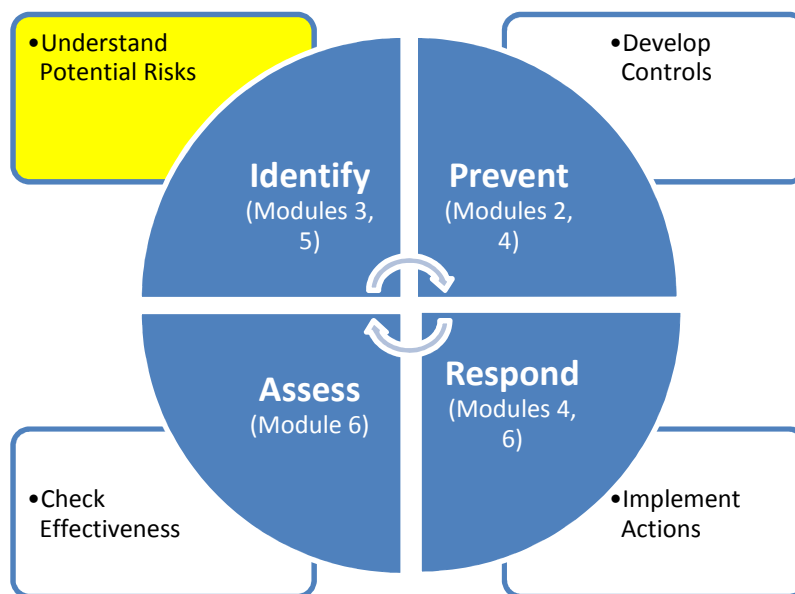 •Understand
Potential Risks
•Develop
Controls
Identify
(Modules 3,
5)
Prevent
(Modules 2,
4)
Assess
(Module 6)
Respond
(Modules 4,
6)
•Check
Effectiveness
•Implement
Actions